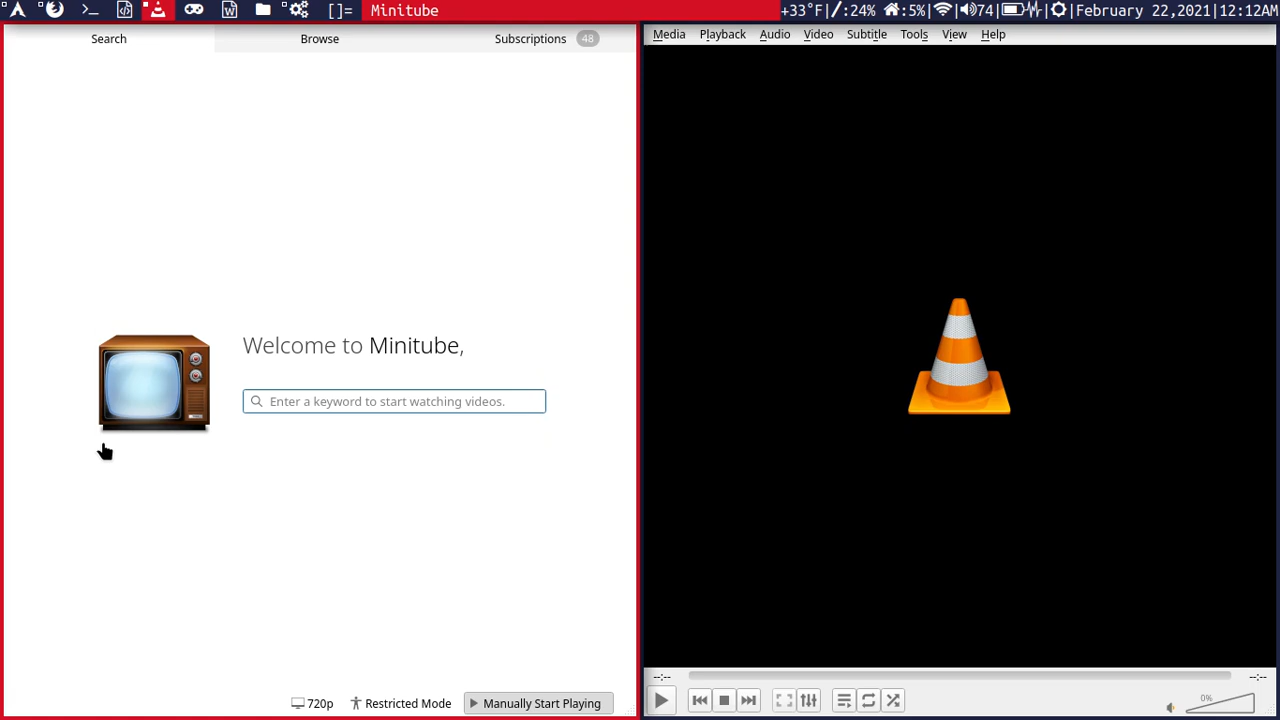 []= Minitube +33°F| :24% :5%| 74| | |February 22,2021|12:12AM
Search Browse Subscriptions 48
Media Playback Audio Video Subtitle Tools View Help
Welcome to Minitube,
Enter a keyword to start watching videos.
720p Restricted Mode Manually Start Playing
--:-- --:--
0%